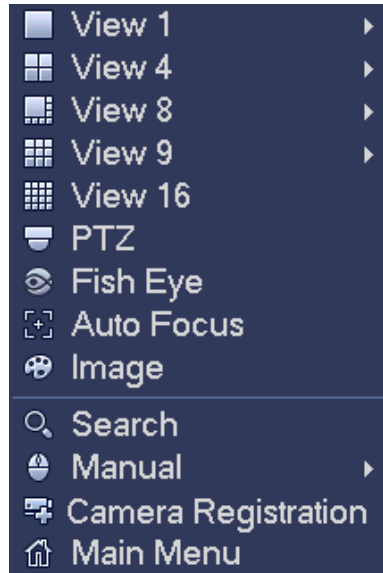 View 1
View 4
View 8
View 9
View 16
PTZ
Fish Eye
Auto Focus
Image
Search
Manual
Camera Registration
Main Menu